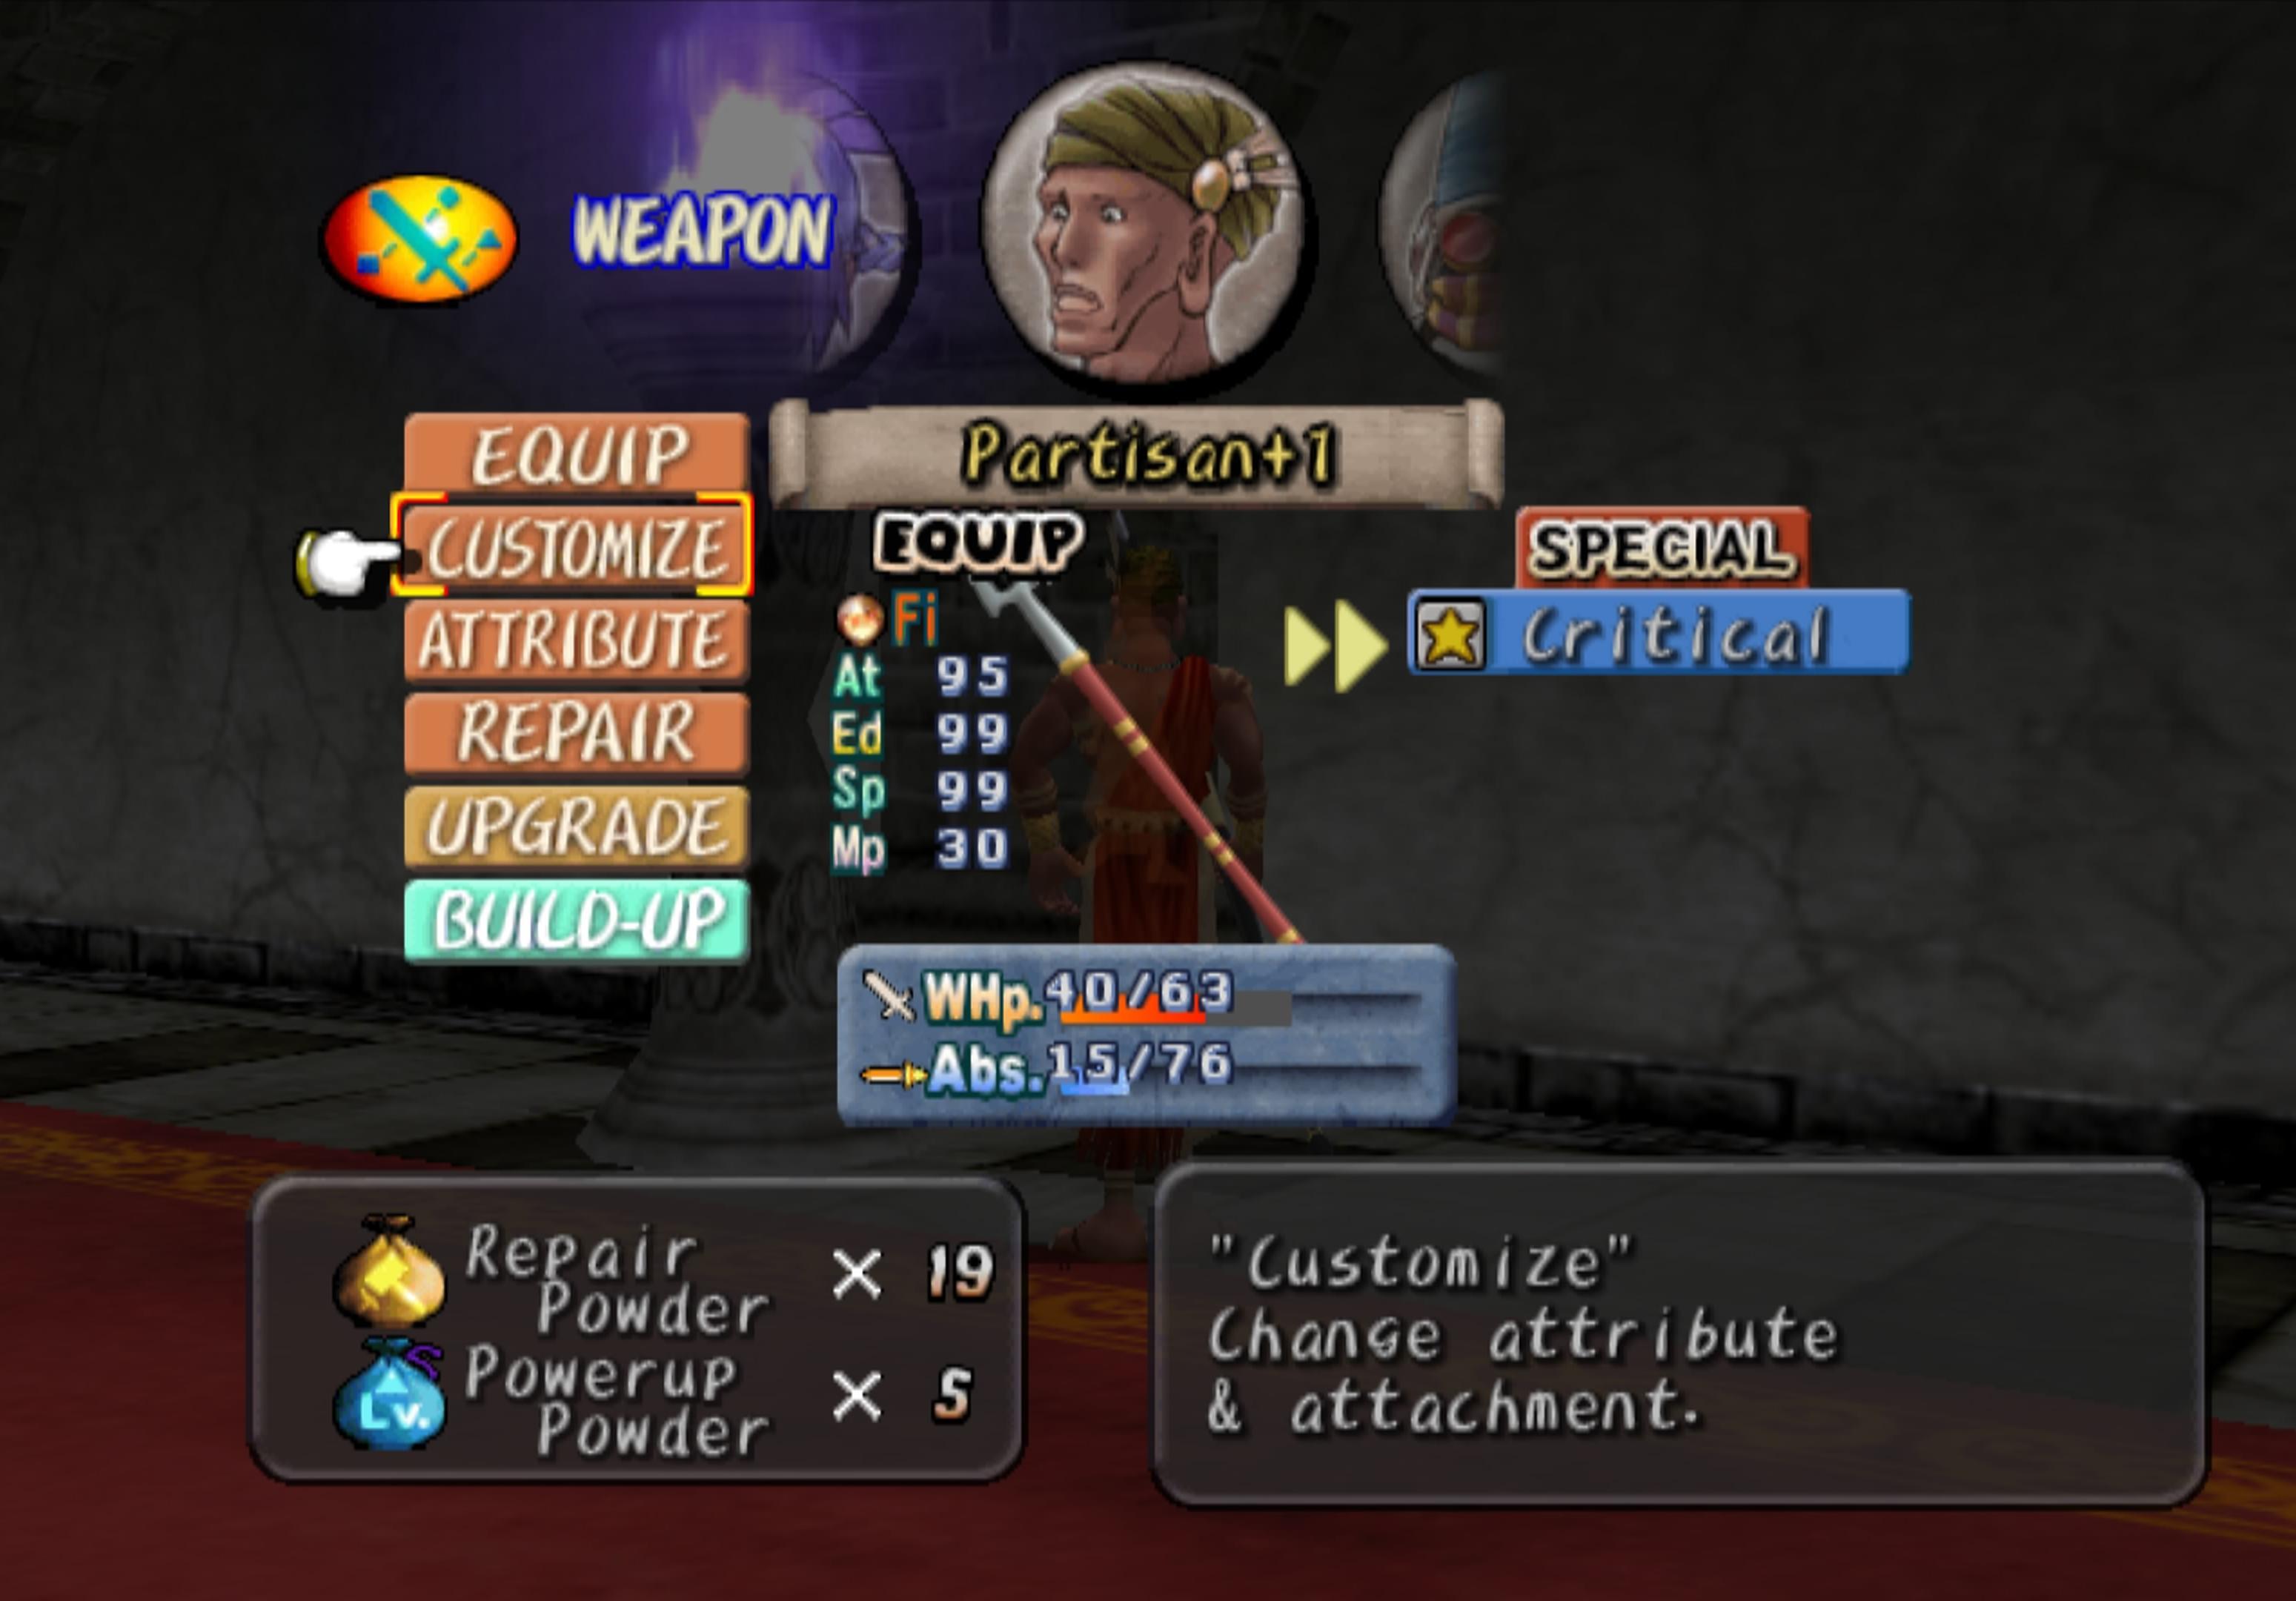 WEAPON
Partisan+1
EQUIP
CUSTOMIZE
ATTRIBUTE
REPAIR
UPGRADE
BUILD-UP
EQUIP
Fi
At 95
Ed 99
Sp 99
Mp 30
SPECIAL
Critical
WHp. 40/63
Abs. 15/76
Repair
Powder × 19
Lv. Powerup
Powder × 5
"Customize"
Change attribute
& attachment.